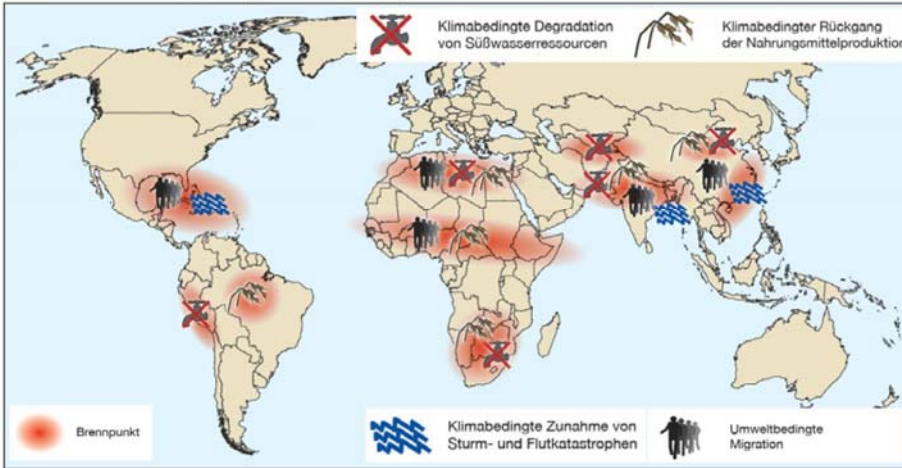 Klimabedingte Degradation
von Süßwasserressourcen
Klimabedingter Rückgang
der Nahrungsmittelproduktion
Brennpunkt
Klimabedingte Zunahme von
Sturm- und Flutkatastrophen
Umweltbedingte
Migration